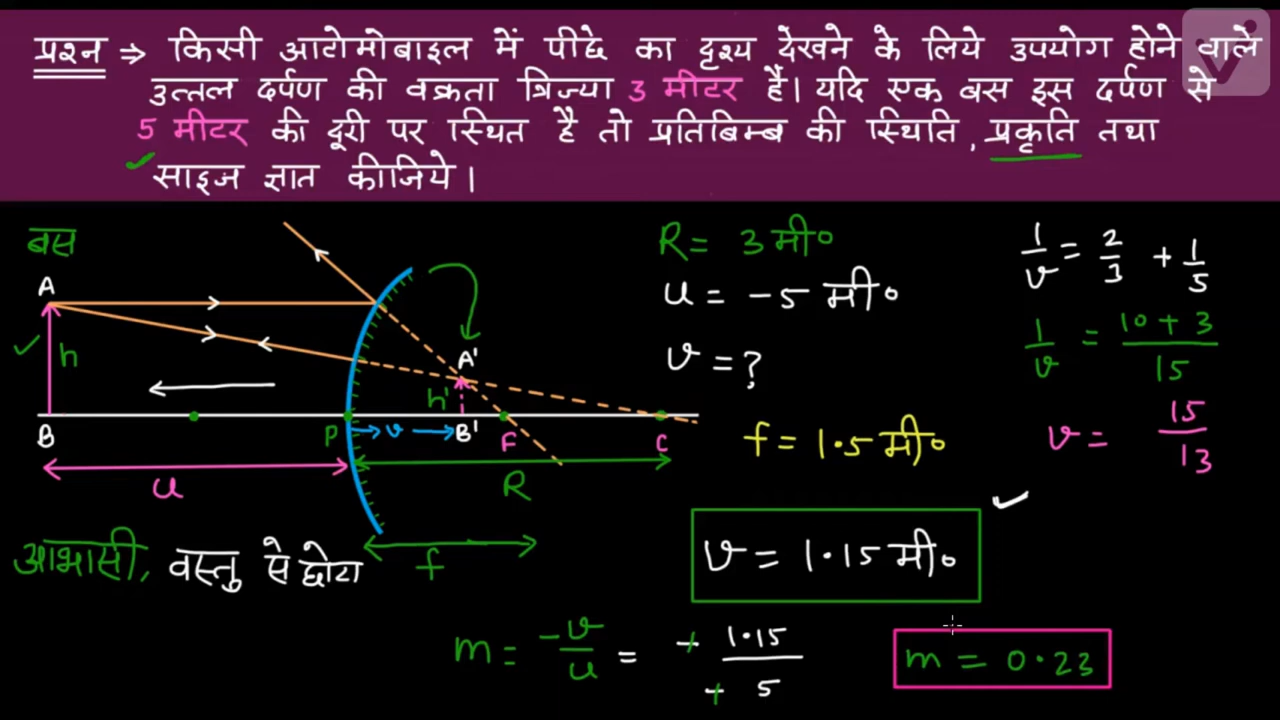 प्रश्न ⇒ किसी आटोमोबाइल में पीछे का दृश्य देखने के लिये उपयोग होने वाले
उत्तल दर्पण की वक्रता त्रिज्या 3 मीटर है। यदि एक बस इस दर्पण से
5 मीटर की दूरी पर स्थित है तो प्रतिबिम्ब की स्थिति, प्रकृति तथा
साइज ज्ञात कीजिये।
बस
A
h
B
P
v
A'
h'
B'
F
C
u
R
f
आभासी, वस्तु से छोटा
R = 3 मी०
u = -5 मी०
v = ?
f = 1.5 मी०
1/v = 2/3 + 1/5
1/v = 10 + 3 / 15
v = 15/13
v = 1.15 मी०
m = -v/u = + 1.15 / + 5
m = 0.23